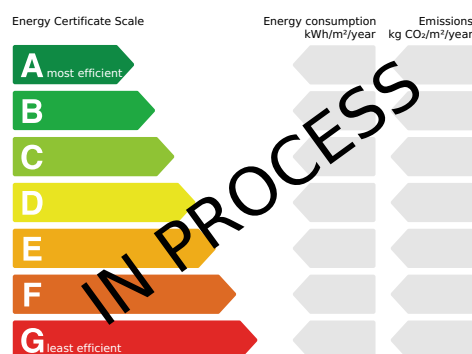 Energy Certificate Scale
Energy consumption
kWh/m²/year
Emissions
kg CO₂/m²/year
A most efficient
B
C
D
E
F
G least efficient
IN PROCESS